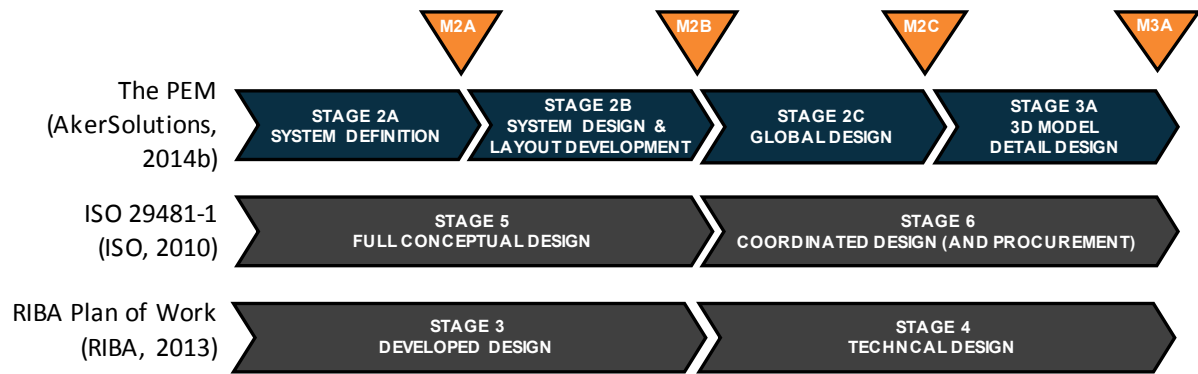 M2A
M2B
M2C
M3A
The PEM
(AkerSolutions,
2014b)
STAGE 2A
SYSTEM DEFINITION
STAGE 2B
SYSTEM DESIGN &
LAYOUT DEVELOPMENT
STAGE 2C
GLOBAL DESIGN
STAGE 3A
3D MODEL
DETAIL DESIGN
ISO 29481-1
(ISO, 2010)
STAGE 5
FULL CONCEPTUAL DESIGN
STAGE 6
COORDINATED DESIGN (AND PROCUREMENT)
RIBA Plan of Work
(RIBA, 2013)
STAGE 3
DEVELOPED DESIGN
STAGE 4
TECHNCAL DESIGN